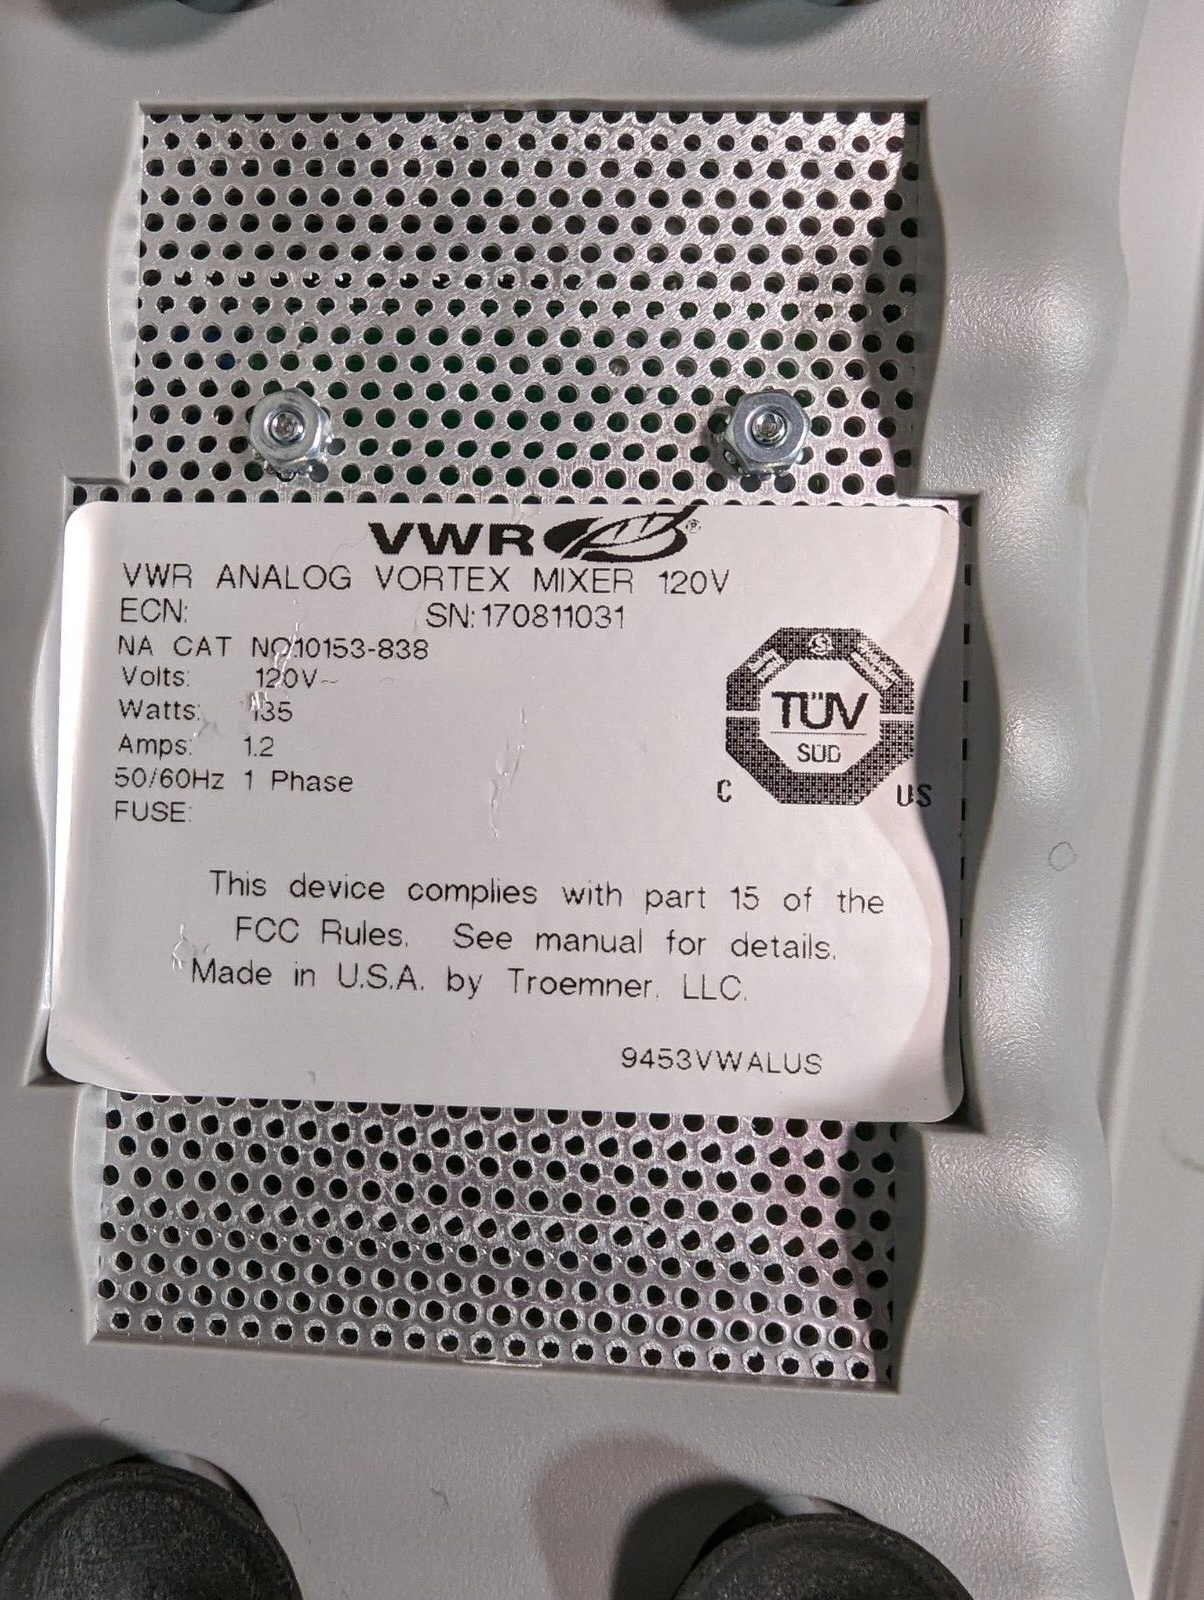 VWR®
VWR ANALOG VORTEX MIXER 120V
ECN: SN:170811031
NA CAT NO.10153-838
Volts: 120V~
Watts: 135
Amps: 1.2
50/60Hz 1 Phase
FUSE:
TÜV
SÜD
C US
This device complies with part 15 of the
FCC Rules. See manual for details.
Made in U.S.A. by Troemner, LLC.
9453VWALUS